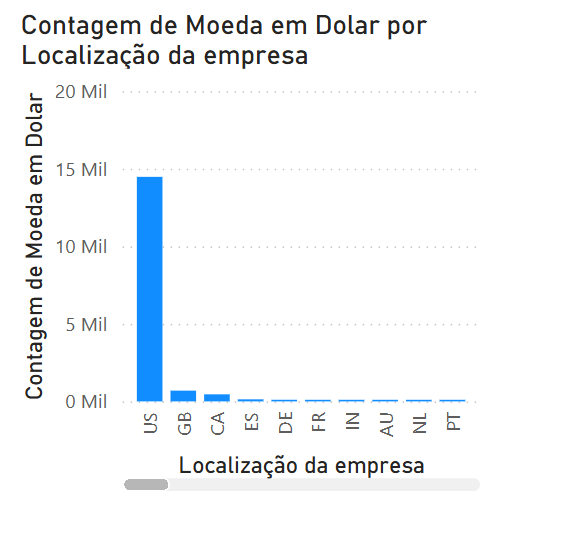 Contagem de Moeda em Dolar por
Localização da empresa
Contagem de Moeda em Dolar
20 Mil
15 Mil
10 Mil
5 Mil
0 Mil
US
GB
CA
ES
DE
FR
IN
AU
NL
PT
Localização da empresa